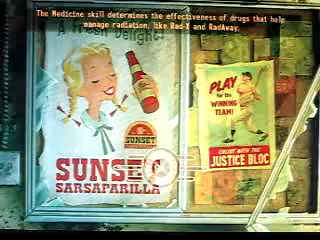 The Medicine skill determines the effectiveness of drugs that help
manage radiation, like Rad-X and RadAway.
A Fresh Delight!
SUNSET
SUNS
SARSAPARILLA
PLAY
for the
WINNING
TEAM!
ENLIST WITH THE
JUSTICE BLOC